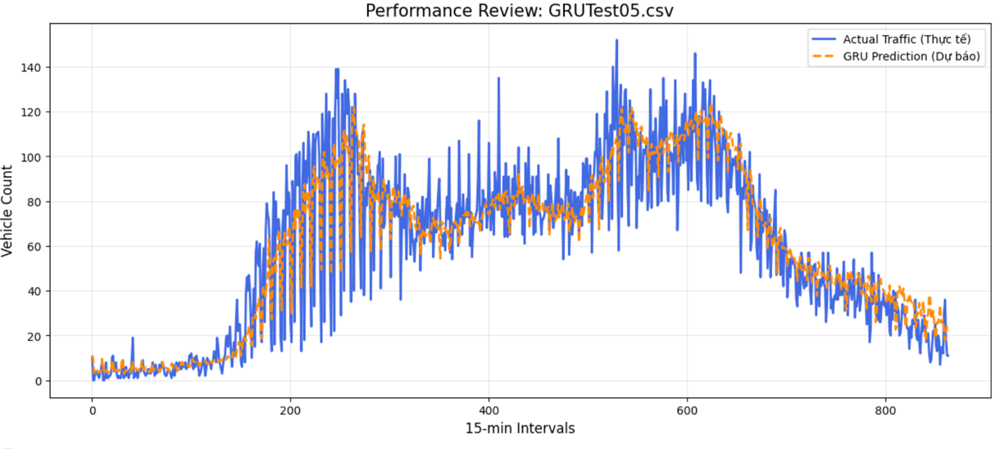 Performance Review: GRUTest05.csv
Actual Traffic (Thực tế)
GRU Prediction (Dự báo)
Vehicle Count
140
120
100
80
60
40
20
0
0 200 400 600 800
15-min Intervals